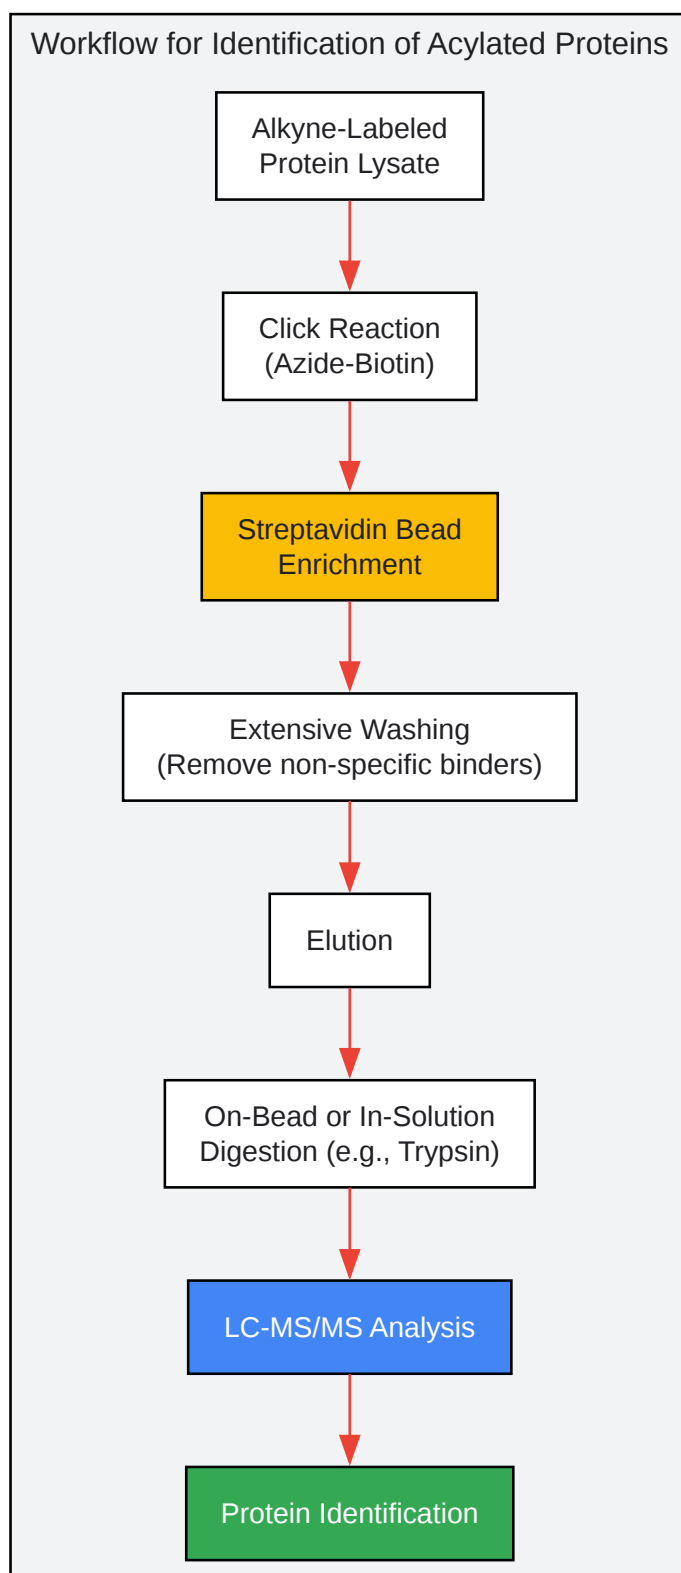 Workflow for Identification of Acylated Proteins
Alkyne-Labeled
Protein Lysate
Click Reaction
(Azide-Biotin)
Streptavidin Bead
Enrichment
Extensive Washing
(Remove non-specific binders)
Elution
On-Bead or In-Solution
Digestion (e.g., Trypsin)
LC-MS/MS Analysis
Protein Identification